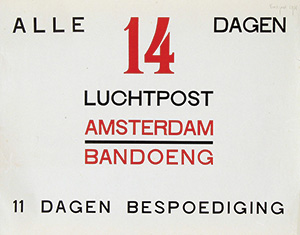 ALLE 14 DAGEN
LUCHTPOST
AMSTERDAM
BANDOENG
11 DAGEN BESPOEDIGING